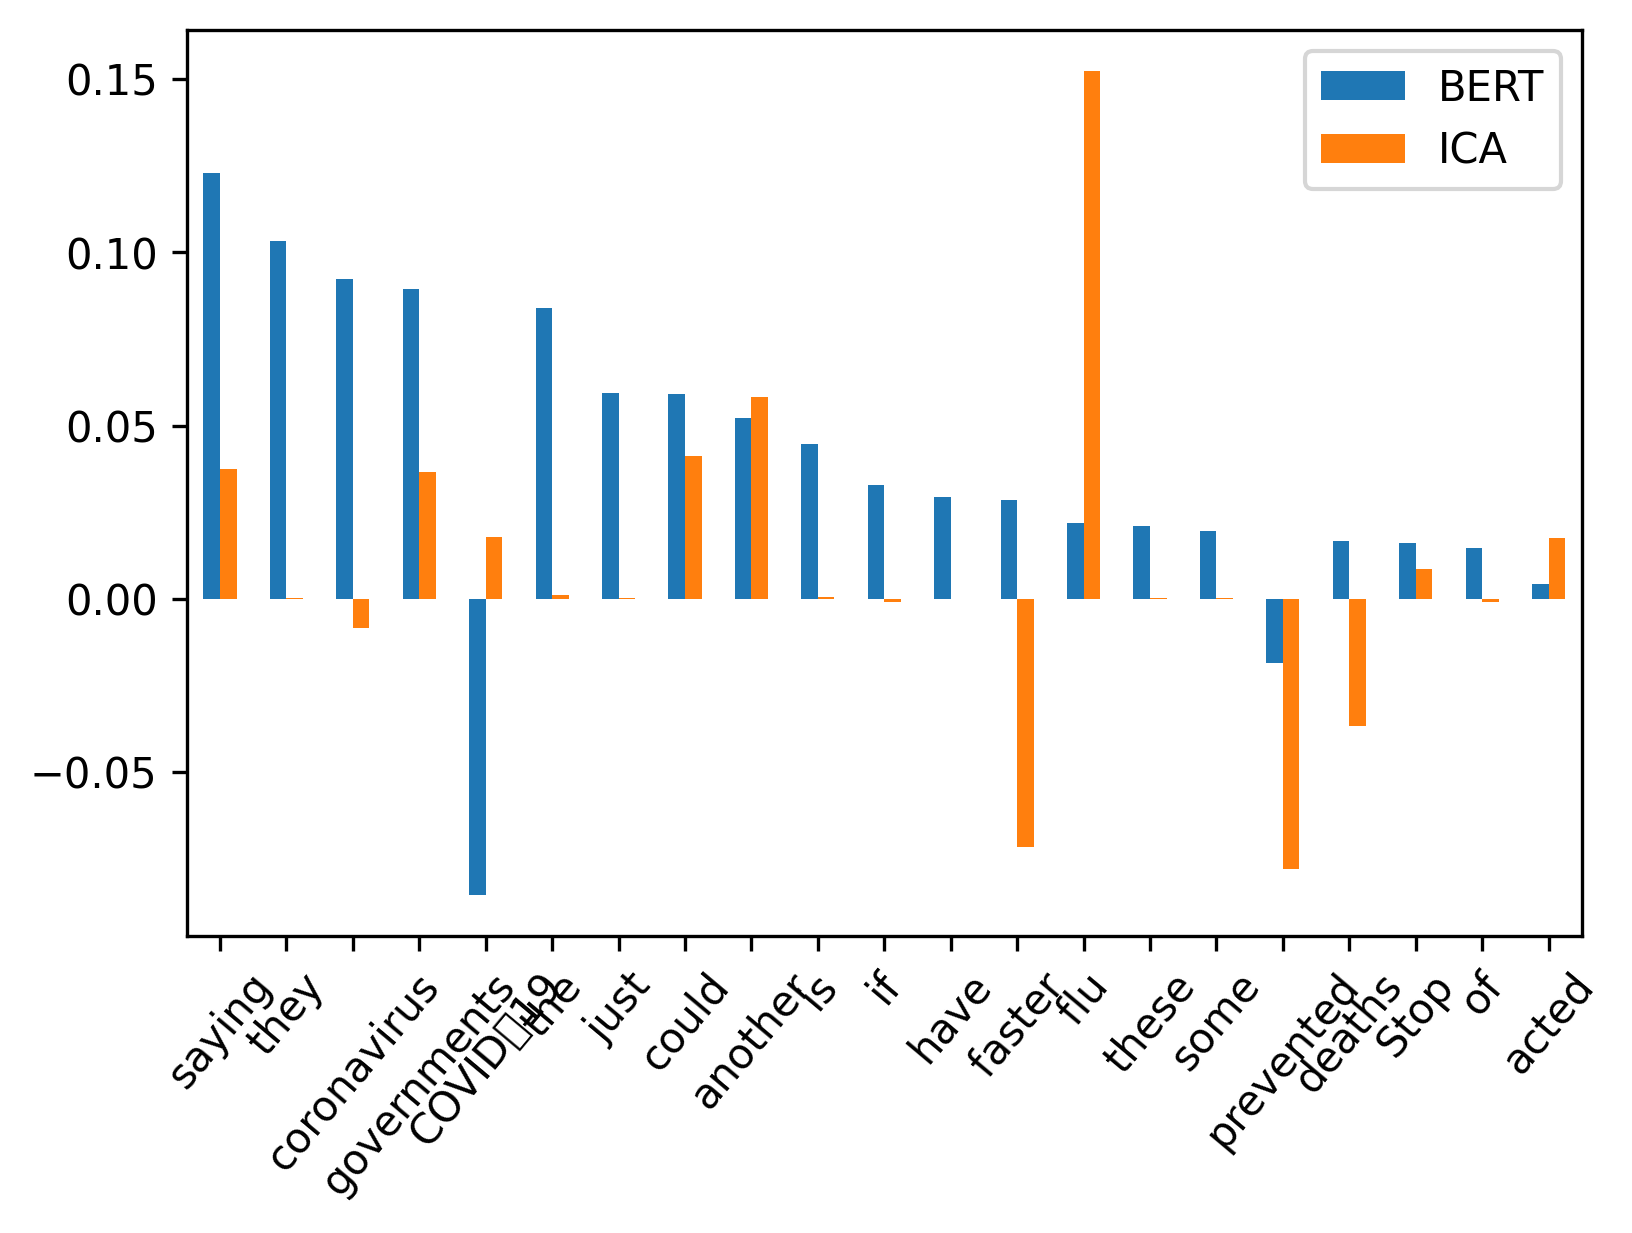 0.15
0.10
0.05
0.00
−0.05
BERT
ICA
saying
they
coronavirus
governments
COVID▯19
the
just
could
another
is
if
have
faster
flu
these
some
prevented
deaths
Stop
of
acted